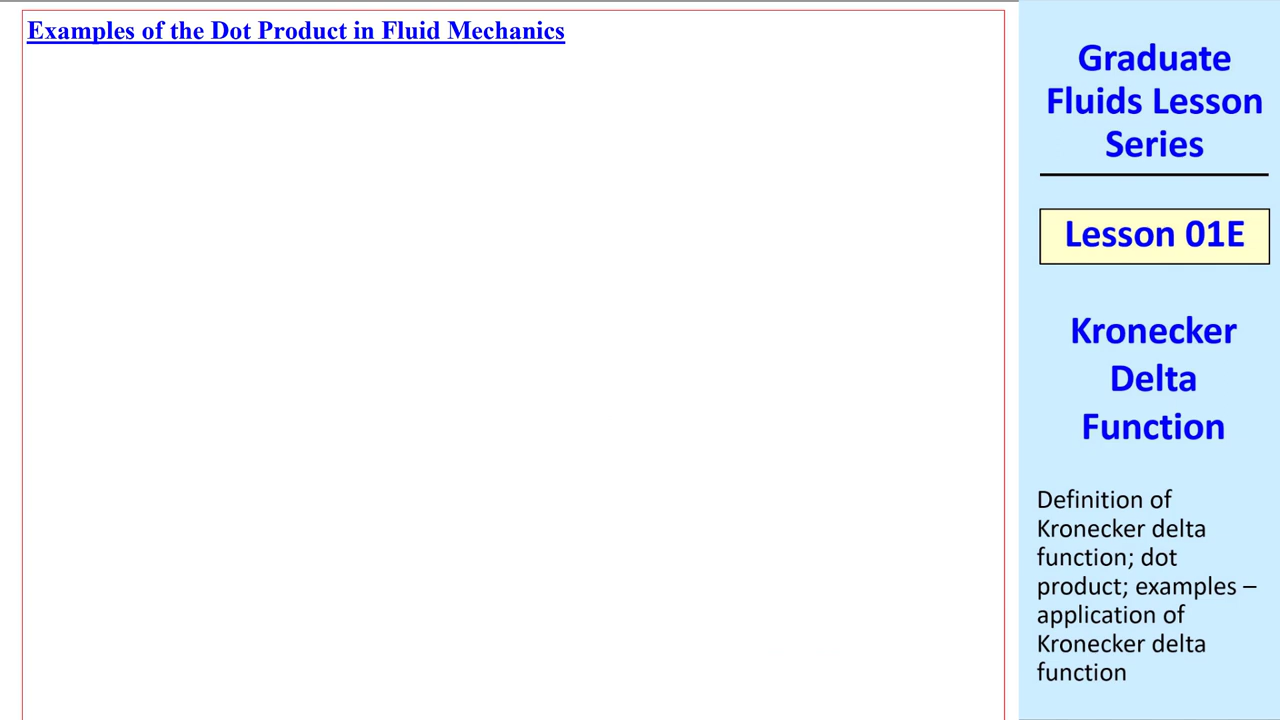 Examples of the Dot Product in Fluid Mechanics
Graduate
Fluids Lesson
Series
Lesson 01E
Kronecker
Delta
Function
Definition of
Kronecker delta
function; dot
product; examples –
application of
Kronecker delta
function